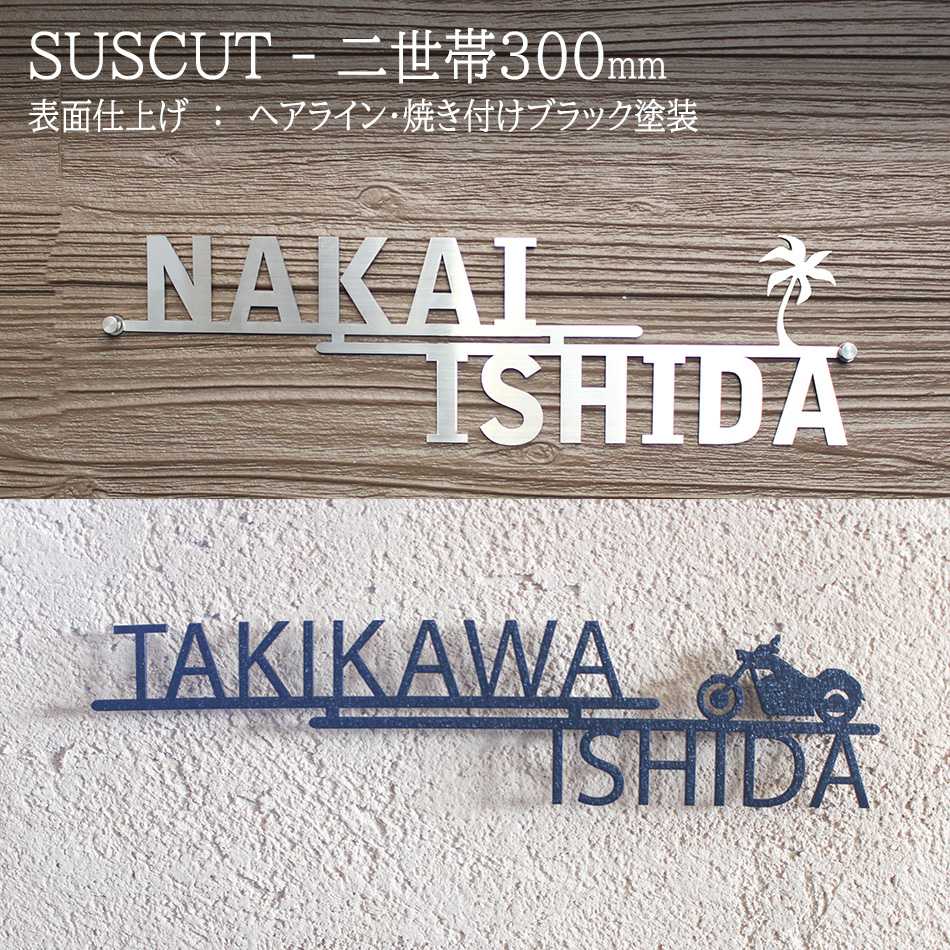 SUSCUT - 二世帯300mm
表面仕上げ ： ヘアライン・焼き付けブラック塗装
NAKAI
ISHIDA
TAKIKAWA
ISHIDA